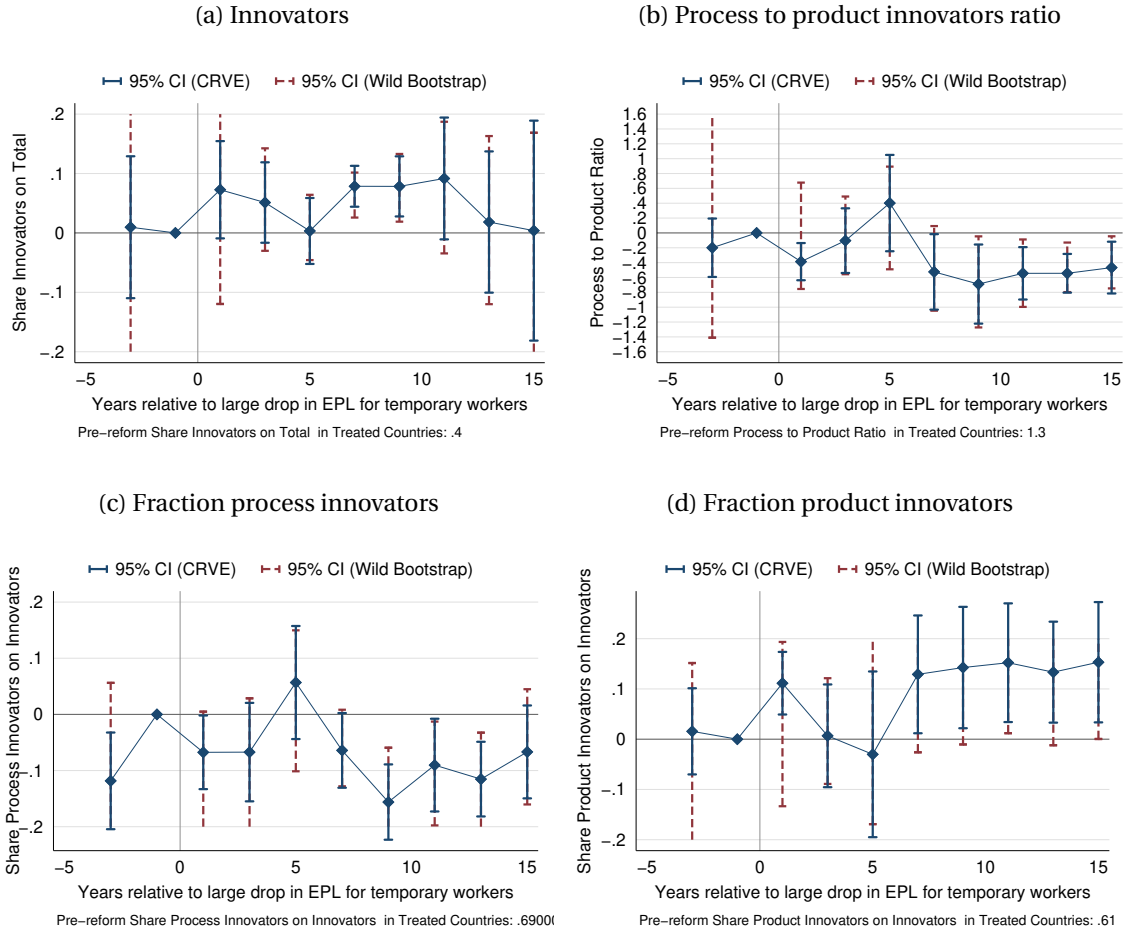 (a) Innovators
95% CI (CRVE) 95% CI (Wild Bootstrap)
Share Innovators on Total
.2
.1
0
−.1
−.2
−5 0 5 10 15
Years relative to large drop in EPL for temporary workers
Pre−reform Share Innovators on Total in Treated Countries: .4
(b) Process to product innovators ratio
95% CI (CRVE) 95% CI (Wild Bootstrap)
Process to Product Ratio
1.6
1.4
1.2
1
.8
.6
.4
.2
0
−.2
−.4
−.6
−.8
−1
−1.2
−1.4
−1.6
−5 0 5 10 15
Years relative to large drop in EPL for temporary workers
Pre−reform Process to Product Ratio in Treated Countries: 1.3
(c) Fraction process innovators
95% CI (CRVE) 95% CI (Wild Bootstrap)
Share Process Innovators on Innovators
.2
.1
0
−.1
−.2
−5 0 5 10 15
Years relative to large drop in EPL for temporary workers
Pre−reform Share Process Innovators on Innovators in Treated Countries: .6900
(d) Fraction product innovators
95% CI (CRVE) 95% CI (Wild Bootstrap)
Share Product Innovators on Innovators
.2
.1
0
−.1
−.2
−5 0 5 10 15
Years relative to large drop in EPL for temporary workers
Pre−reform Share Product Innovators on Innovators in Treated Countries: .61